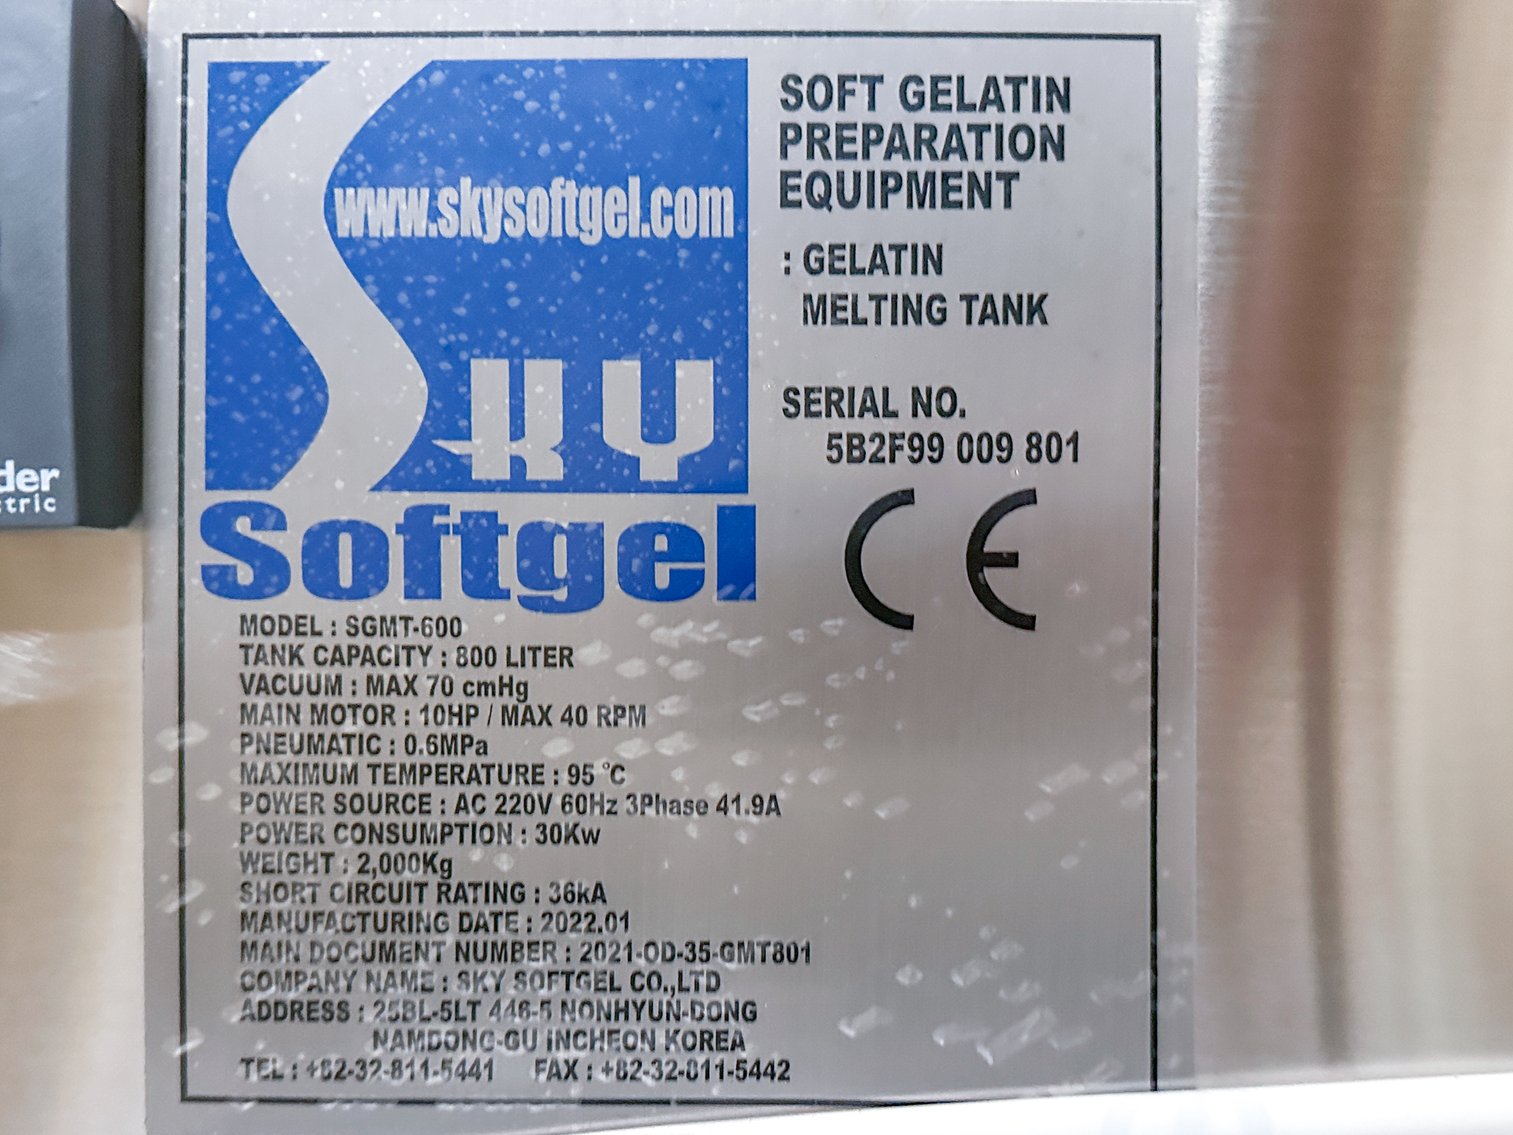 www.skysoftgel.com
SKY
Softgel
SOFT GELATIN
PREPARATION
EQUIPMENT
: GELATIN
MELTING TANK
SERIAL NO.
5B2F99 009 801
CE
der
ctric
MODEL : SGMT-600
TANK CAPACITY : 800 LITER
VACUUM : MAX 70 cmHg
MAIN MOTOR : 10HP / MAX 40 RPM
PNEUMATIC : 0.6MPa
MAXIMUM TEMPERATURE : 95 °C
POWER SOURCE : AC 220V 60Hz 3Phase 41.9A
POWER CONSUMPTION : 30Kw
WEIGHT : 2,000Kg
SHORT CIRCUIT RATING : 36kA
MANUFACTURING DATE : 2022.01
MAIN DOCUMENT NUMBER : 2021-OD-35-GMT801
COMPANY NAME : SKY SOFTGEL CO.,LTD
ADDRESS : 25BL-5LT 446-5 NONHYUN-DONG
NAMDONG-GU INCHEON KOREA
TEL : +82-32-811-5441 FAX : +82-32-811-5442